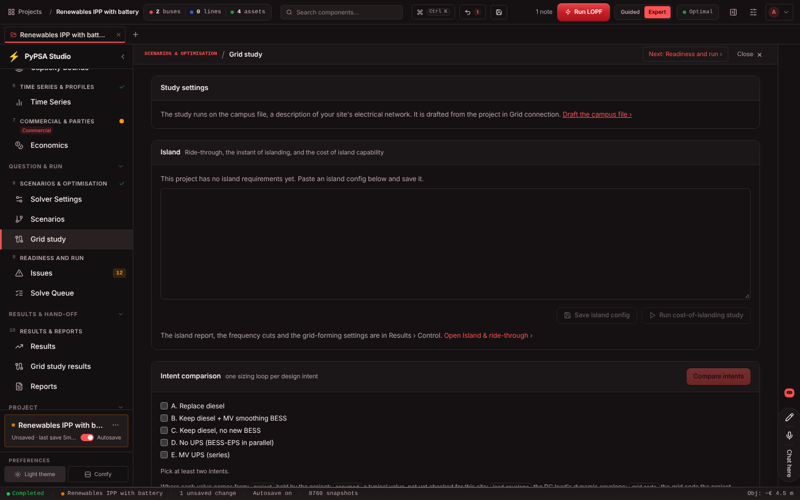 Projects / Renewables IPP with battery
2 buses 0 lines 4 assets
Search components...
Ctrl K
1
1 note
Run LOPF
Guided Expert
Optimal
A
Renewables IPP with batt...
PyPSA Studio
SCENARIOS & OPTIMISATION / Grid study
Next: Readiness and run ›
Close ×
TIME SERIES & PROFILES
Time Series
COMMERCIAL & PARTIES
Commercial
Economics
QUESTION & RUN
SCENARIOS & OPTIMISATION
Solver Settings
Scenarios
Grid study
READINESS AND RUN
Issues
12
Solve Queue
RESULTS & HAND-OFF
10 RESULTS & REPORTS
Results
Grid study results
Reports
PROJECT
Renewables IPP with b...
Unsaved · last save 5m...
Autosave
PREFERENCES
Light theme
Comfy
Study settings
The study runs on the campus file, a description of your site's electrical network. It is drafted from the project in Grid connection. Draft the campus file ›
Island Ride-through, the instant of islanding, and the cost of island capability
This project has no island requirements yet. Paste an island config below and save it.
Save island config
Run cost-of-islanding study
The island report, the frequency cuts and the grid-forming settings are in Results › Control. Open Island & ride-through ›
Intent comparison one sizing loop per design intent
Compare intents
A. Replace diesel
B. Keep diesel + MV smoothing BESS
C. Keep diesel, no new BESS
D. No UPS (BESS-EPS in parallel)
E. MV UPS (series)
Pick at least two intents.
Chat here
Completed
Renewables IPP with battery
1 unsaved change
Autosave on
8760 snapshots